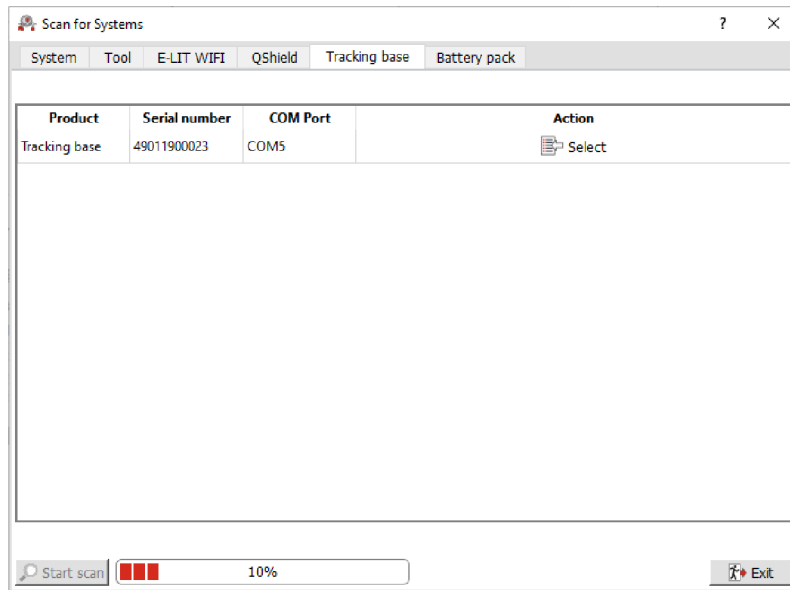 Scan for Systems ?
System Tool E-LIT WIFI QShield Tracking base Battery pack
Product Serial number COM Port Action
Tracking base 49011900023 COM5 Select
Start scan 10% Exit